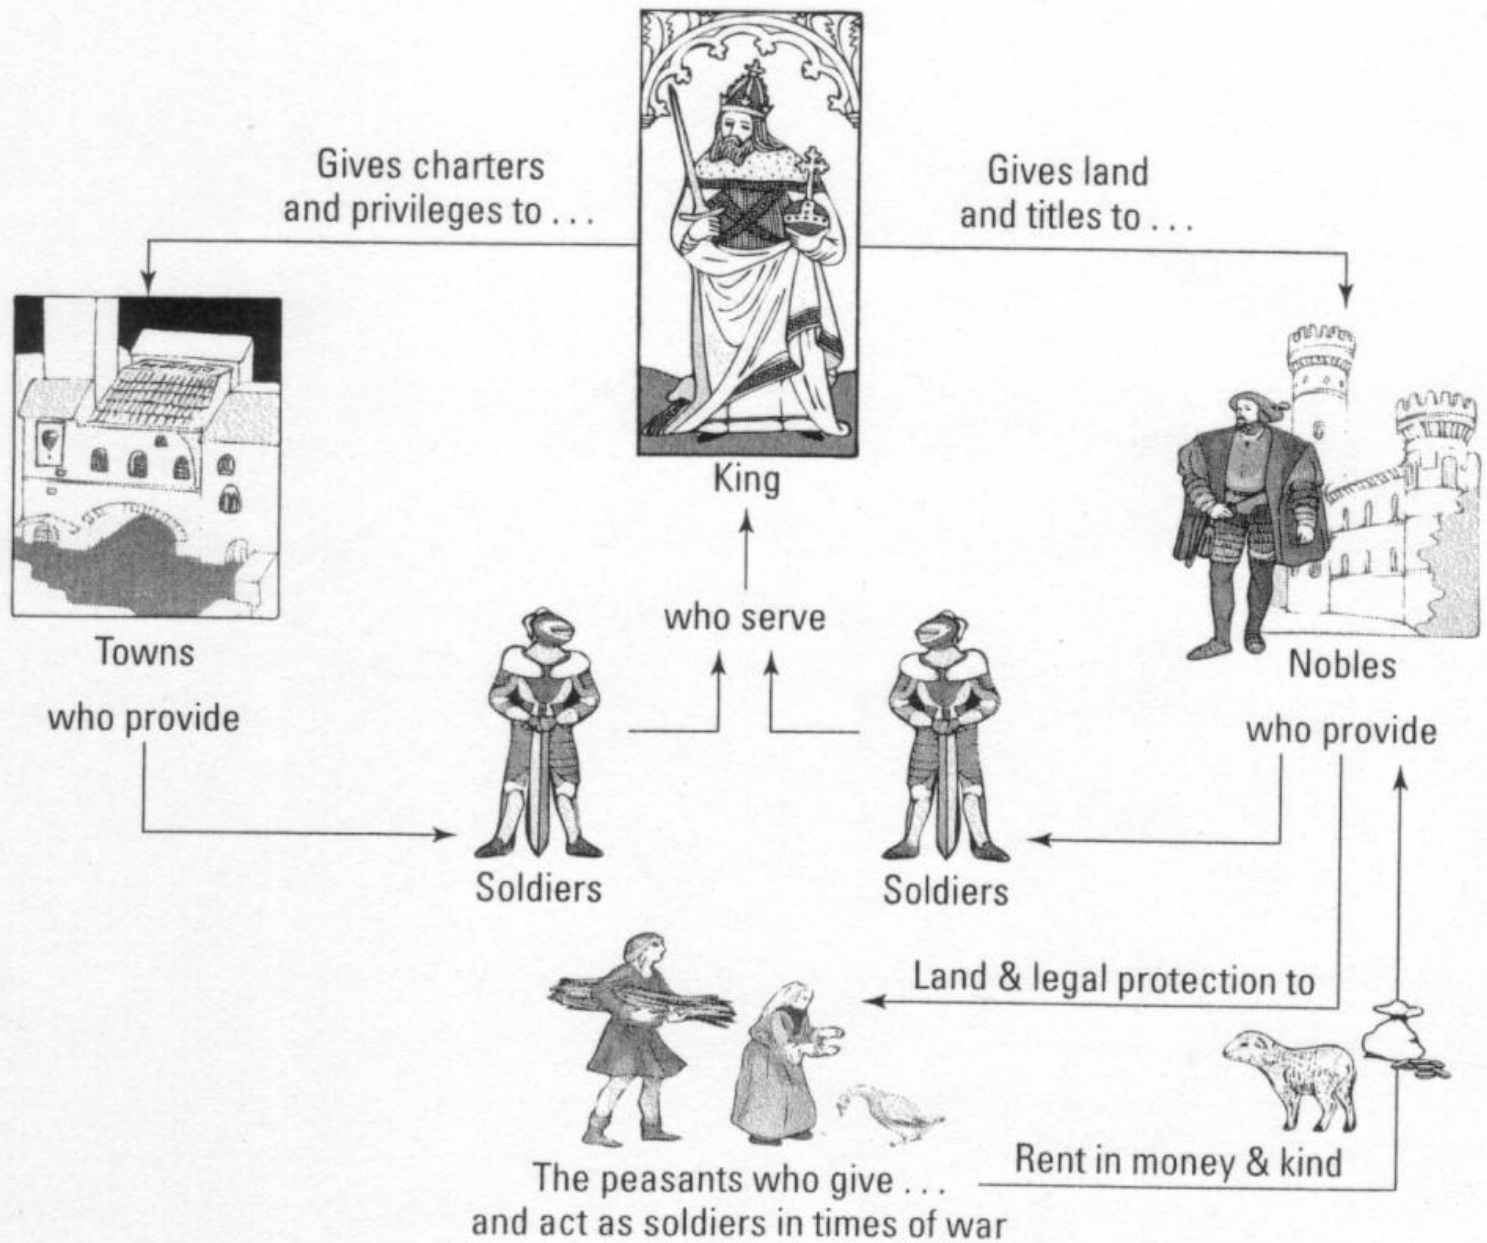 Gives charters
and privileges to . . .
Gives land
and titles to . . .
King
who serve
Towns
who provide
Nobles
who provide
Soldiers
Soldiers
Land & legal protection to
Rent in money & kind
The peasants who give . . .
and act as soldiers in times of war